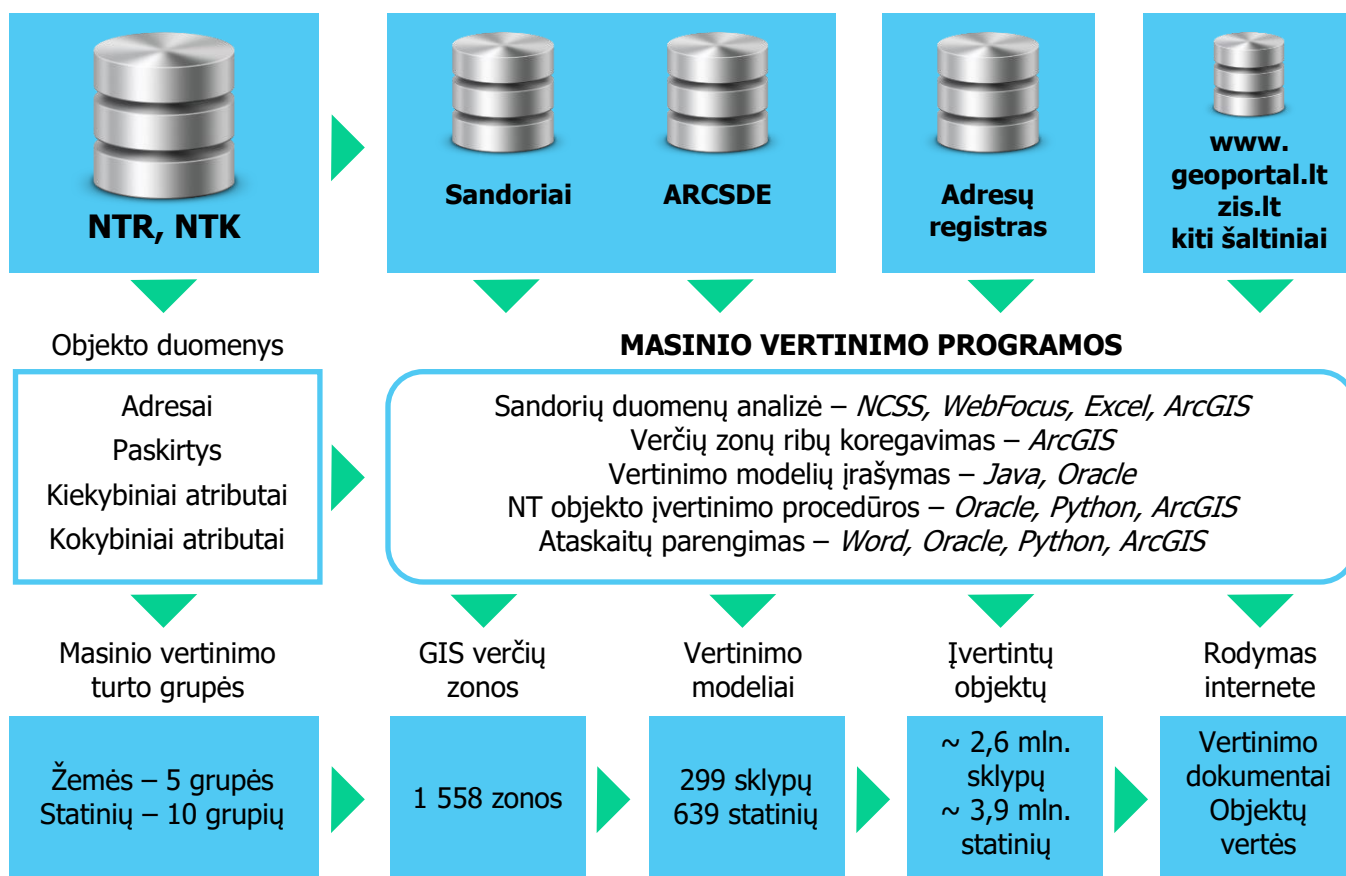 NTR, NTK
Sandoriai
ARCSDE
Adresų
registras
www.
geoportal.lt
zis.lt
kiti šaltiniai
Objekto duomenys
Adresai
Paskirtys
Kiekybiniai atributai
Kokybiniai atributai
MASINIO VERTINIMO PROGRAMOS
Sandorių duomenų analizė – NCSS, WebFocus, Excel, ArcGIS
Verčių zonų ribų koregavimas – ArcGIS
Vertinimo modelių įrašymas – Java, Oracle
NT objekto įvertinimo procedūros – Oracle, Python, ArcGIS
Ataskaitų parengimas – Word, Oracle, Python, ArcGIS
Masinio vertinimo
turto grupės
GIS verčių
zonos
Vertinimo
modeliai
Įvertintų
objektų
Rodymas
internete
Žemės – 5 grupės
Statinių – 10 grupių
1 558 zonos
299 sklypų
639 statinių
~ 2,6 mln.
sklypų
~ 3,9 mln.
statinių
Vertinimo
dokumentai
Objektų
vertės